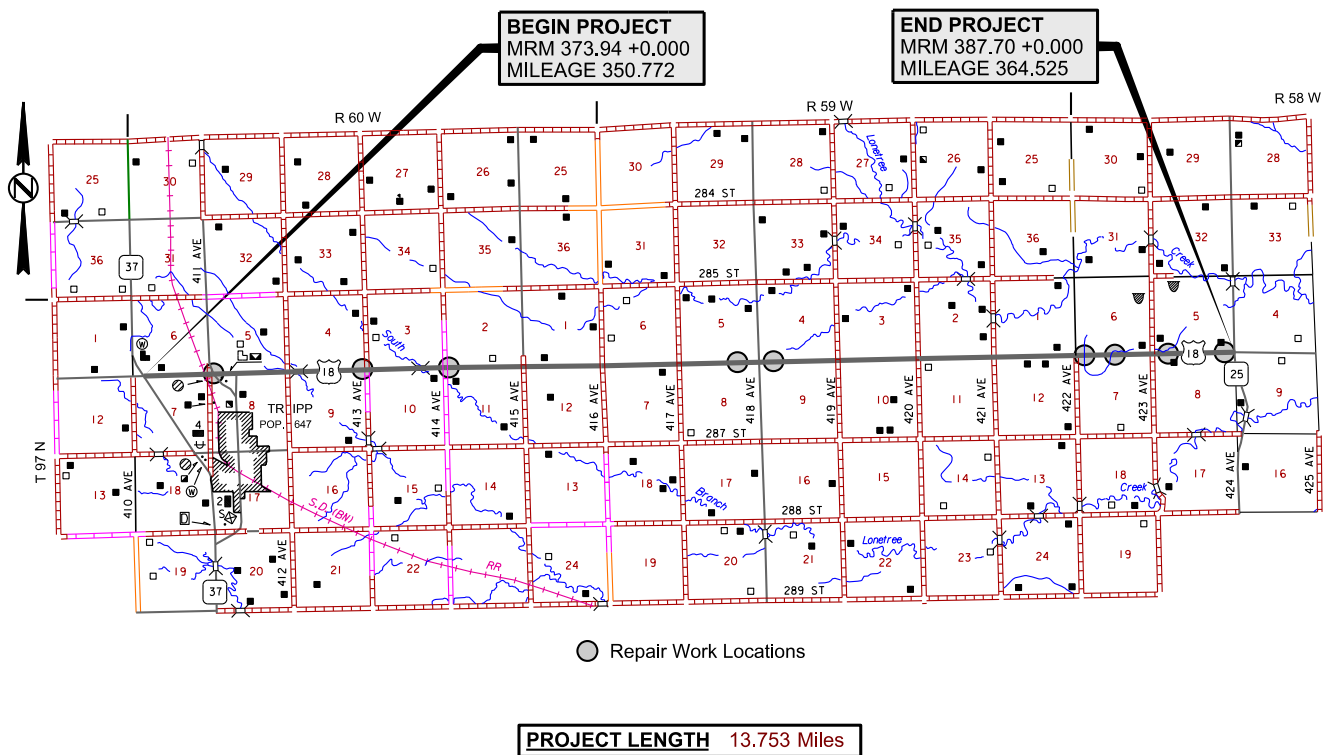 BEGIN PROJECT
MRM 373.94 +0.000
MILEAGE 350.772
END PROJECT
MRM 387.70 +0.000
MILEAGE 364.525
R 60 W
R 59 W
R 58 W
N
25 30 29 28 27 26 25 30 29 28 27 26 25 30 29 28
Lonetree
284 ST
36 31 32 33 34 35 36 31 32 33 34 35 36 31 32 33
37
411 AVE
Creek
285 ST
1 6 5 4 3 2 1 6 5 4 3 2 1 6 5 4
South
W
18
18
25
12 7 8 9 10 11 12 7 8 9 10 11 12 7 8 9
413 AVE
414 AVE
415 AVE
416 AVE
417 AVE
418 AVE
419 AVE
420 AVE
421 AVE
422 AVE
423 AVE
TRIPP
POP. 647
4
287 ST
T 97 N
410 AVE
424 AVE
425 AVE
13 18 17 16 15 14 13 18 17 16 15 14 13 18 17 16
W
2
S
S.D.(BN)
Branch
288 ST
Creek
19 20 21 22 24 19 20 21 22 23 24 19
412 AVE
RR
Lonetree
37
289 ST
Repair Work Locations
PROJECT LENGTH 13.753 Miles